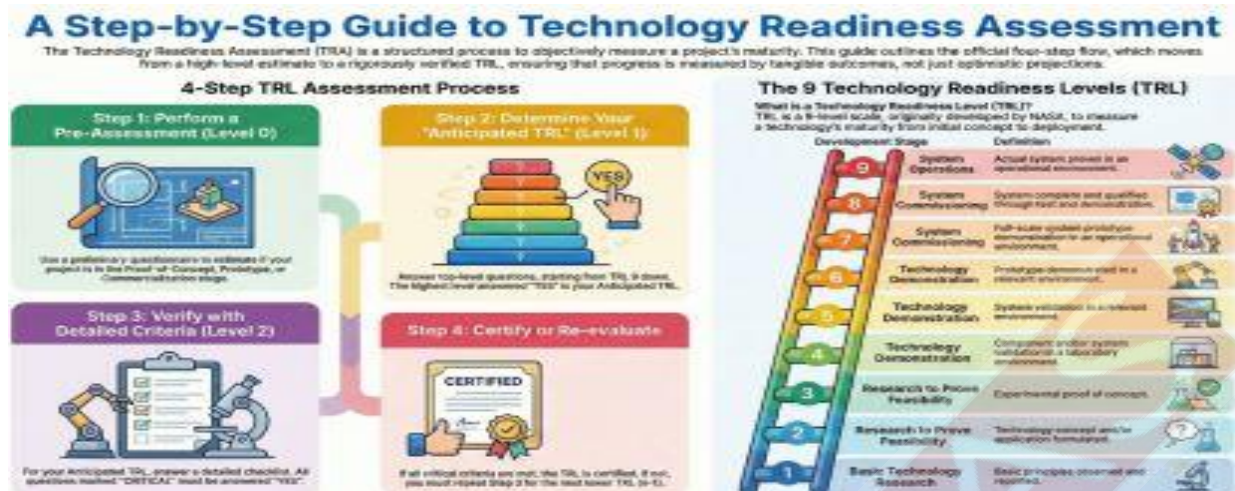 A Step-by-Step Guide to Technology Readiness Assessment
The Technology Readiness Assessment (TRA) is a structured process to objectively measure a project's maturity. This guide outlines the official four-step flow, which moves
from a high-level estimate to a rigorously verified TRL, ensuring that progress is measured by tangible outcomes, not just optimistic projections.
4-Step TRL Assessment Process
Step 1: Perform a
Pre-Assessment (Level 0)
Use a preliminary questionnaire to estimate if your
project is in the Proof-of-Concept, Prototype, or
Commercialization stage.
Step 2: Determine Your
"Anticipated TRL" (Level 1)
YES
Answer top-level questions, starting from TRL 9 down.
The highest level answered "YES" is your Anticipated TRL.
Step 3: Verify with
Detailed Criteria (Level 2)
For your Anticipated TRL, answer a detailed checklist. All
questions marked "CRITICAL" must be answered "YES".
Step 4: Certify or Re-evaluate
CERTIFIED
If all critical criteria are met, the TRL is certified. If not,
you must repeat Step 3 for the next lower TRL
The 9 Technology Readiness Levels (TRL)
What is a Technology Readiness Level (TRL)?
TRL is a 9-level scale, originally developed by NASA, to measure
a technology's maturity from initial concept to deployment.
Development Stage Definition
9 System
Operations
Actual system proven in an
operational environment.
8 System
Commissioning
System complete and qualified
through test and demonstration.
7 System
Commissioning
Full-scale system prototype
demonstration in an operational
environment.
6 Technology
Demonstration
Prototype demonstrated in a
relevant environment.
5 Technology
Demonstration
System validation in a relevant
environment.
4 Technology
Demonstration
Component and/or system
validation in a laboratory
environment.
3 Research to Prove
Feasibility
Experimental proof of concept.
2 Research to Prove
Feasibility
Technology concept and/or
application formulated.
1 Basic Technology
Research
Basic principles observed and
reported.